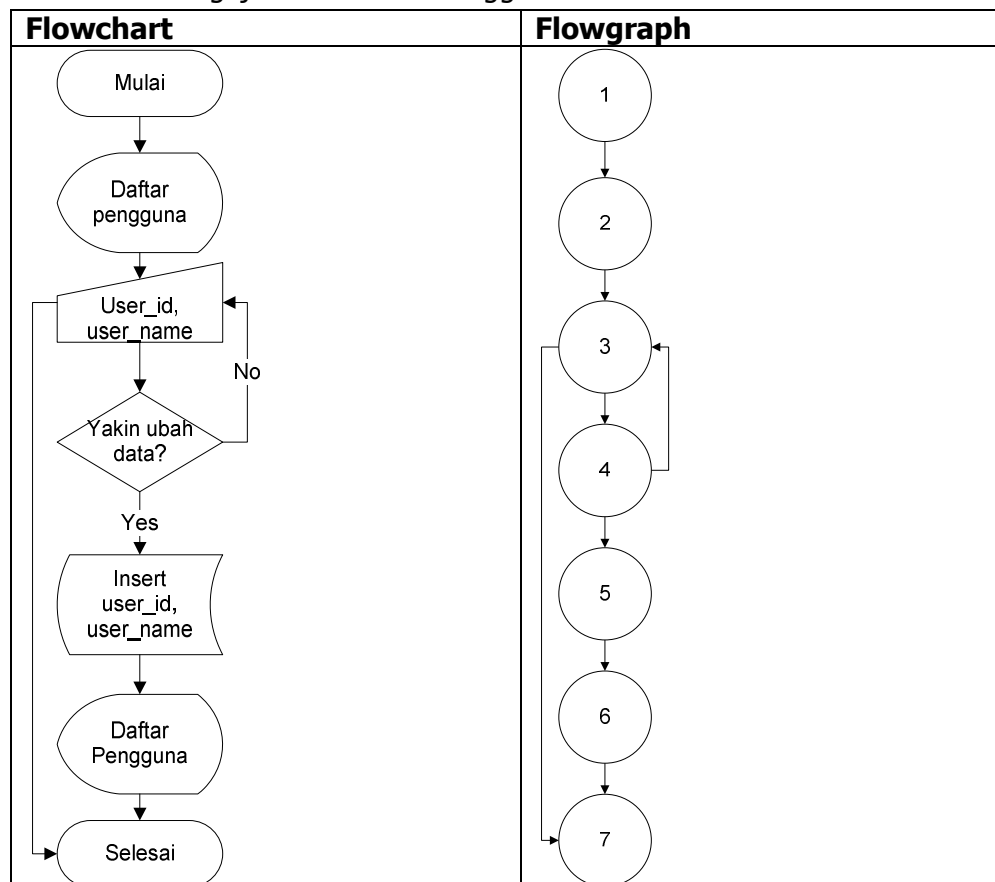 Flowchart
Flowgraph
Mulai
Daftar
pengguna
User_id,
user_name
No
Yakin ubah
data?
Yes
Insert
user_id,
user_name
Daftar
Pengguna
Selesai
1
2
3
4
5
6
7